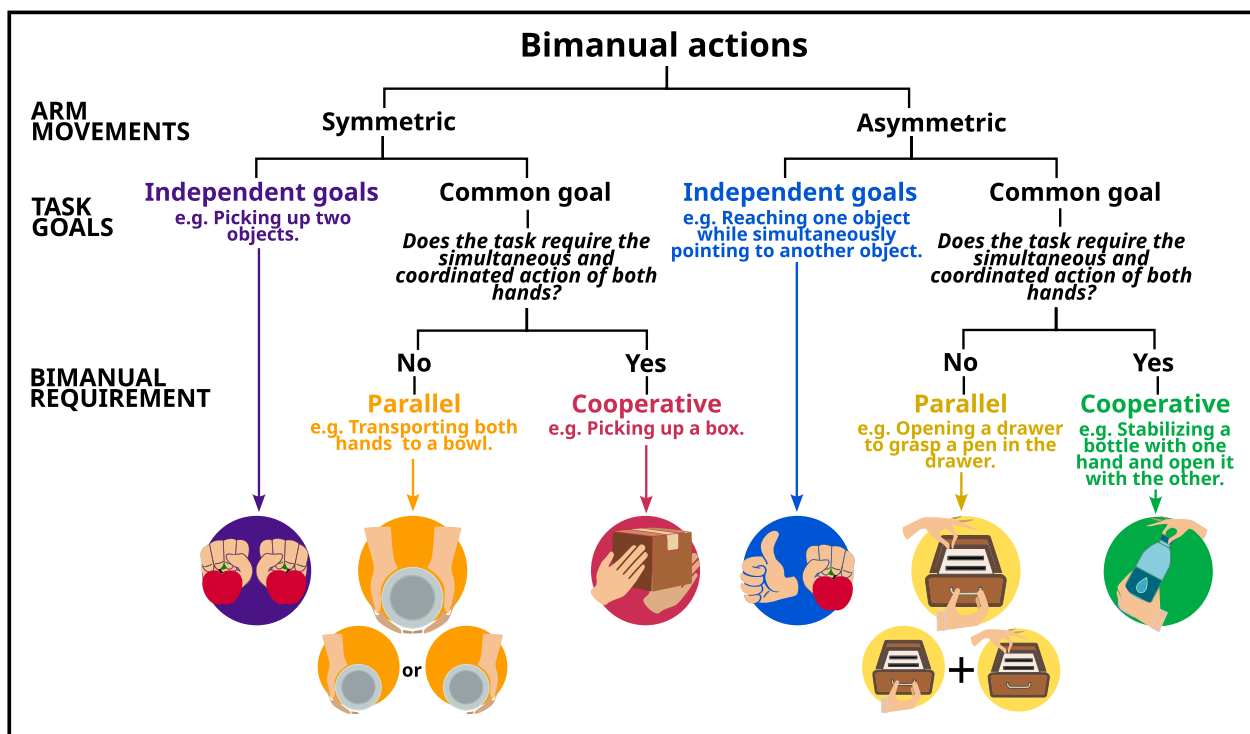 Bimanual actions
ARM
MOVEMENTS
Symmetric
Asymmetric
TASK
GOALS
Independent goals
e.g. Picking up two
objects.
Common goal
Does the task require the
simultaneous and
coordinated action of both
hands?
Independent goals
e.g. Reaching one object
while simultaneously
pointing to another object.
Common goal
Does the task require the
simultaneous and
coordinated action of both
hands?
BIMANUAL
REQUIREMENT
No
Parallel
e.g. Transporting both
hands to a bowl.
Yes
Cooperative
e.g. Picking up a box.
No
Parallel
e.g. Opening a drawer
to grasp a pen in the
drawer.
Yes
Cooperative
e.g. Stabilizing a
bottle with one
hand and open it
with the other.
or
+